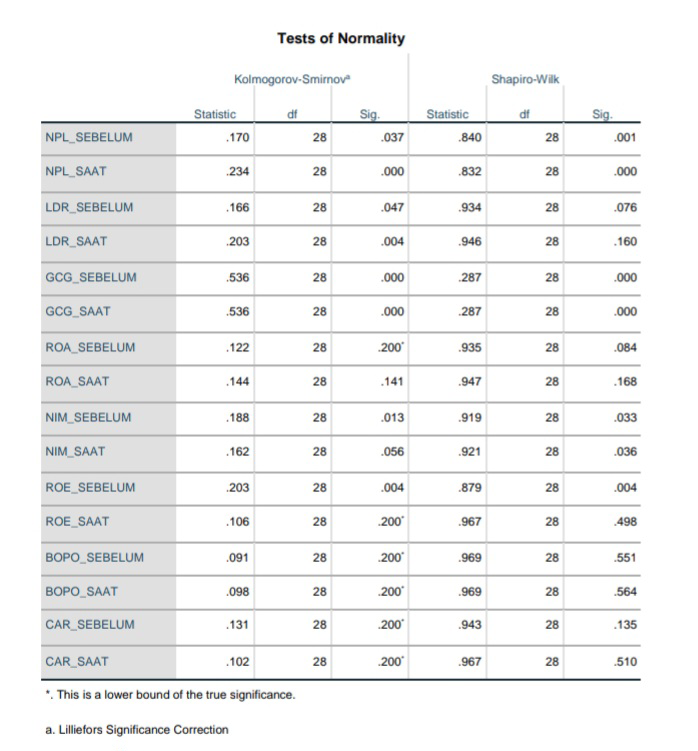 Tests of Normality
Kolmogorov-Smirnovᵃ Shapiro-Wilk
Statistic df Sig. Statistic df Sig.
NPL_SEBELUM .170 28 .037 .840 28 .001
NPL_SAAT .234 28 .000 .832 28 .000
LDR_SEBELUM .166 28 .047 .934 28 .076
LDR_SAAT .203 28 .004 .946 28 .160
GCG_SEBELUM .536 28 .000 .287 28 .000
GCG_SAAT .536 28 .000 .287 28 .000
ROA_SEBELUM .122 28 .200* .935 28 .084
ROA_SAAT .144 28 .141 .947 28 .168
NIM_SEBELUM .188 28 .013 .919 28 .033
NIM_SAAT .162 28 .056 .921 28 .036
ROE_SEBELUM .203 28 .004 .879 28 .004
ROE_SAAT .106 28 .200* .967 28 .498
BOPO_SEBELUM .091 28 .200* .969 28 .551
BOPO_SAAT .098 28 .200* .969 28 .564
CAR_SEBELUM .131 28 .200* .943 28 .135
CAR_SAAT .102 28 .200* .967 28 .510
*. This is a lower bound of the true significance.
a. Lilliefors Significance Correction